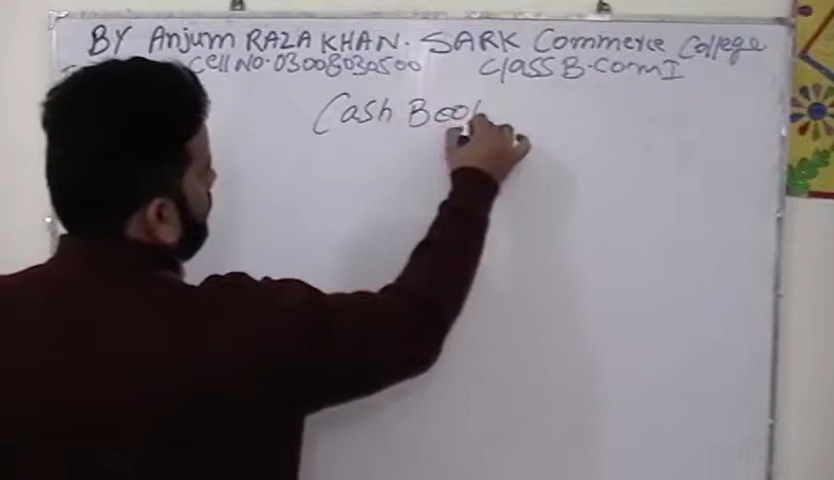 BY Anjum RAZA KHAN. SARK Commerce College
Cell No. 03008030500 Class B.Com I
Cash Boo